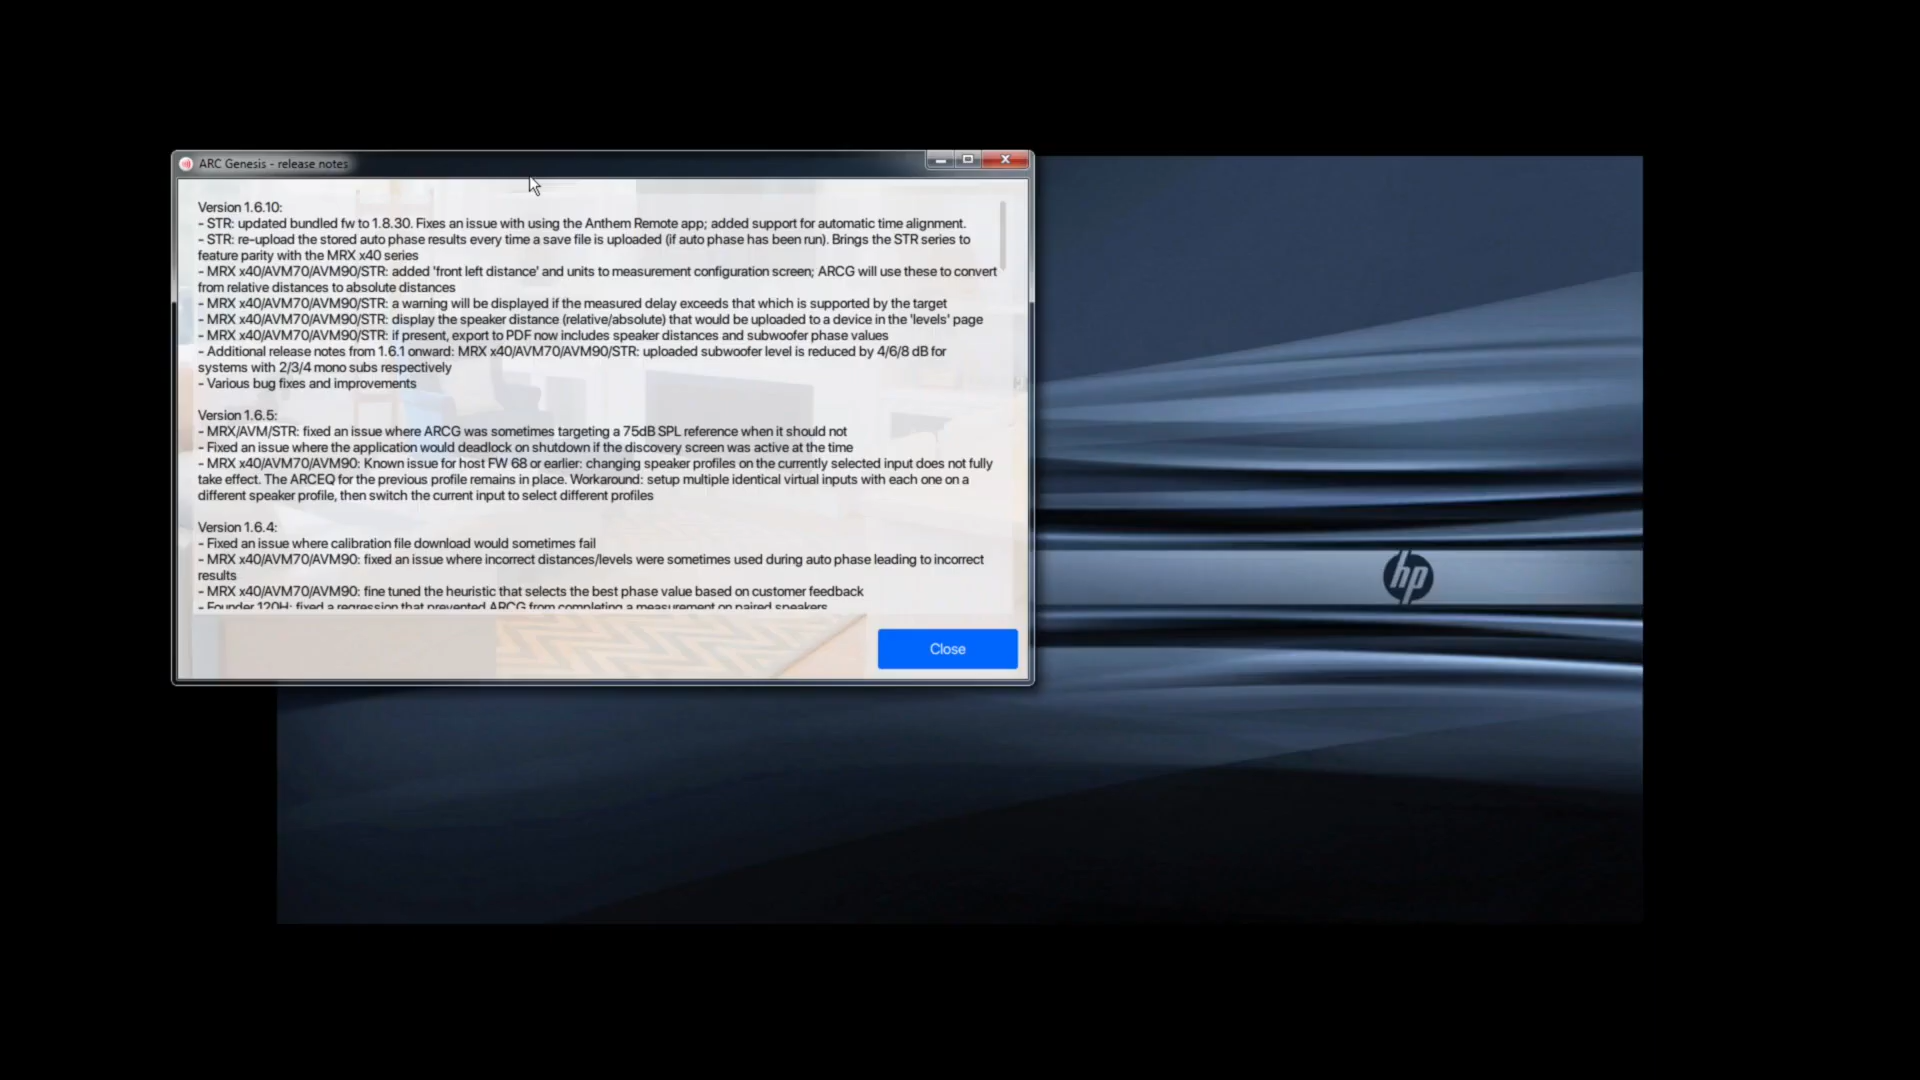 ARC Genesis - release notes
Version 1.6.10:
- STR: updated bundled fw to 1.8.30. Fixes an issue with using the Anthem Remote app; added support for automatic time alignment.
- STR: re-upload the stored auto phase results every time a save file is uploaded (if auto phase has been run). Brings the STR series to
feature parity with the MRX x40 series
- MRX x40/AVM70/AVM90/STR: added 'front left distance' and units to measurement configuration screen; ARCG will use these to convert
from relative distances to absolute distances
- MRX x40/AVM70/AVM90/STR: a warning will be displayed if the measured delay exceeds that which is supported by the target
- MRX x40/AVM70/AVM90/STR: display the speaker distance (relative/absolute) that would be uploaded to a device in the 'levels' page
- MRX x40/AVM70/AVM90/STR: if present, export to PDF now includes speaker distances and subwoofer phase values
- Additional release notes from 1.6.1 onward: MRX x40/AVM70/AVM90/STR: uploaded subwoofer level is reduced by 4/6/8 dB for
systems with 2/3/4 mono subs respectively
- Various bug fixes and improvements
Version 1.6.5:
- MRX/AVM/STR: fixed an issue where ARCG was sometimes targeting a 75dB SPL reference when it should not
- Fixed an issue where the application would deadlock on shutdown if the discovery screen was active at the time
- MRX x40/AVM70/AVM90: Known issue for host FW 68 or earlier: changing speaker profiles on the currently selected input does not fully
take effect. The ARCEQ for the previous profile remains in place. Workaround: setup multiple identical virtual inputs with each one on a
different speaker profile, then switch the current input to select different profiles
Version 1.6.4:
- Fixed an issue where calibration file download would sometimes fail
- MRX x40/AVM70/AVM90: fixed an issue where incorrect distances/levels were sometimes used during auto phase leading to incorrect
results
- MRX x40/AVM70/AVM90: fine tuned the heuristic that selects the best phase value based on customer feedback
- Founder 120H: fixed a regression that prevented ARCG from completing a measurement on paired speakers
Close
hp